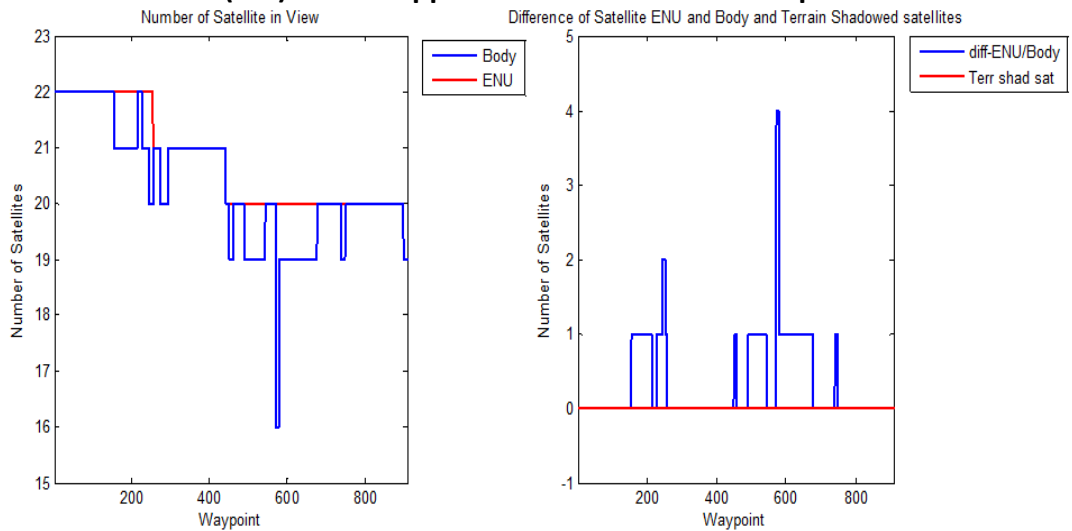 Number of Satellite in View
Difference of Satellite ENU and Body and Terrain Shadowed satellites
23
22
21
20
19
18
17
16
15
Number of Satellites
200
400
600
800
Waypoint
Body
ENU
5
4
3
2
1
0
-1
Number of Satellites
200
400
600
800
Waypoint
diff-ENU/Body
Terr shad sat